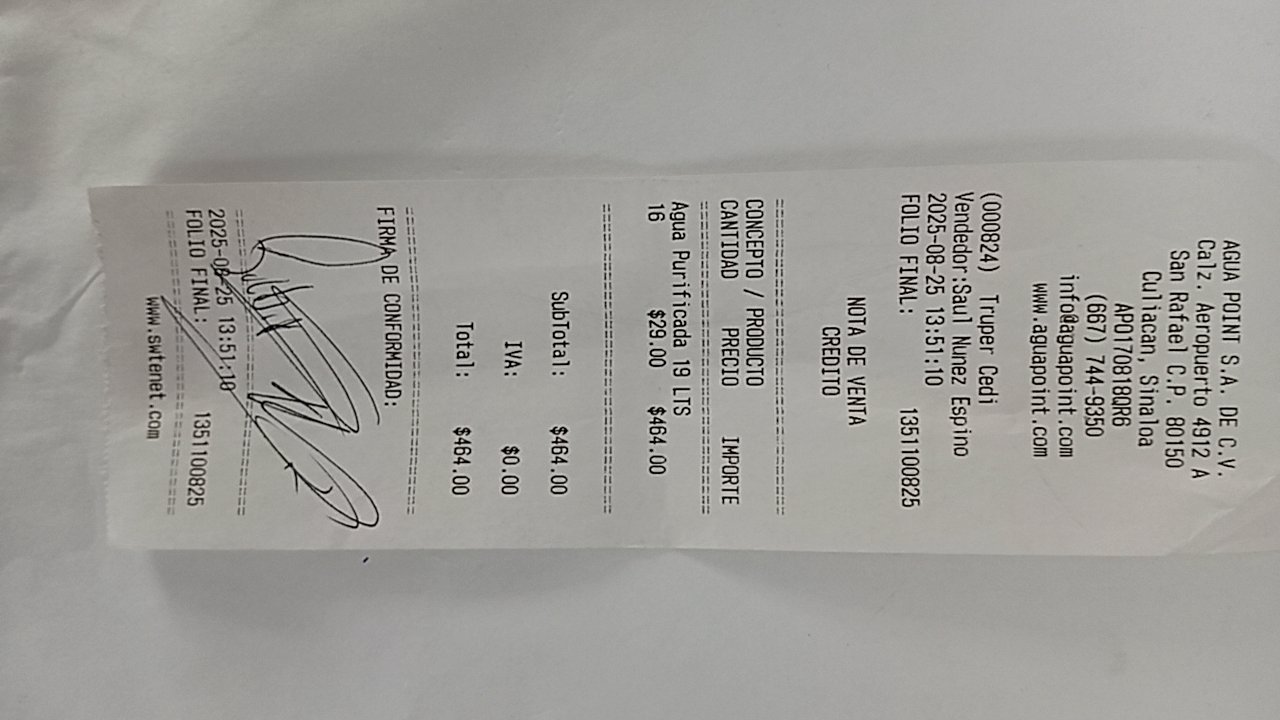 AGUA POINT S.A. DE C.V.
Calz. Aeropuerto 4912 A
San Rafael C.P. 80150
Culiacan, Sinaloa
APO170818QR6
(667) 744-9350
info@aguapoint.com
www.aguapoint.com
(000824) Truper Cedi
Vendedor:Saul Nunez Espino
2025-08-25 13:51:10
FOLIO FINAL: 1351100825
NOTA DE VENTA
CREDITO
================================
CONCEPTO / PRODUCTO
CANTIDAD PRECIO IMPORTE
================================
Agua Purificada 19 LTS
16 $29.00 $464.00
================================
SubTotal: $464.00
IVA: $0.00
Total: $464.00
================================
FIRMA DE CONFORMIDAD:
================================
2025-08-25 13:51:10
FOLIO FINAL: 1351100825
================================
www.swtenet.com